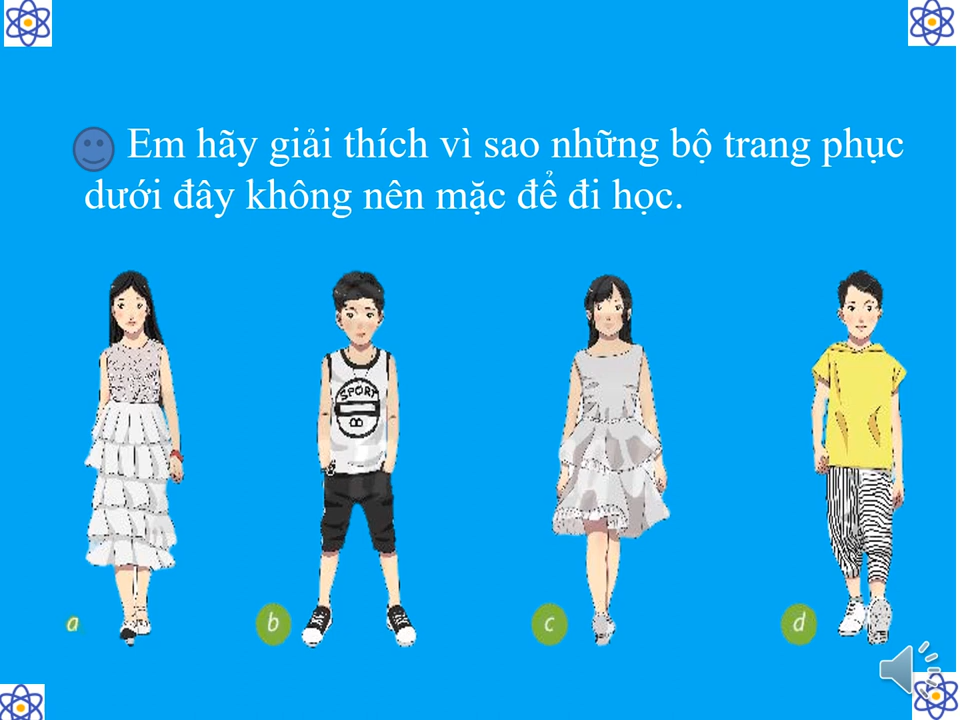 Em hãy giải thích vì sao những bộ trang phục
dưới đây không nên mặc để đi học.
SPORT
8
a
b
c
d